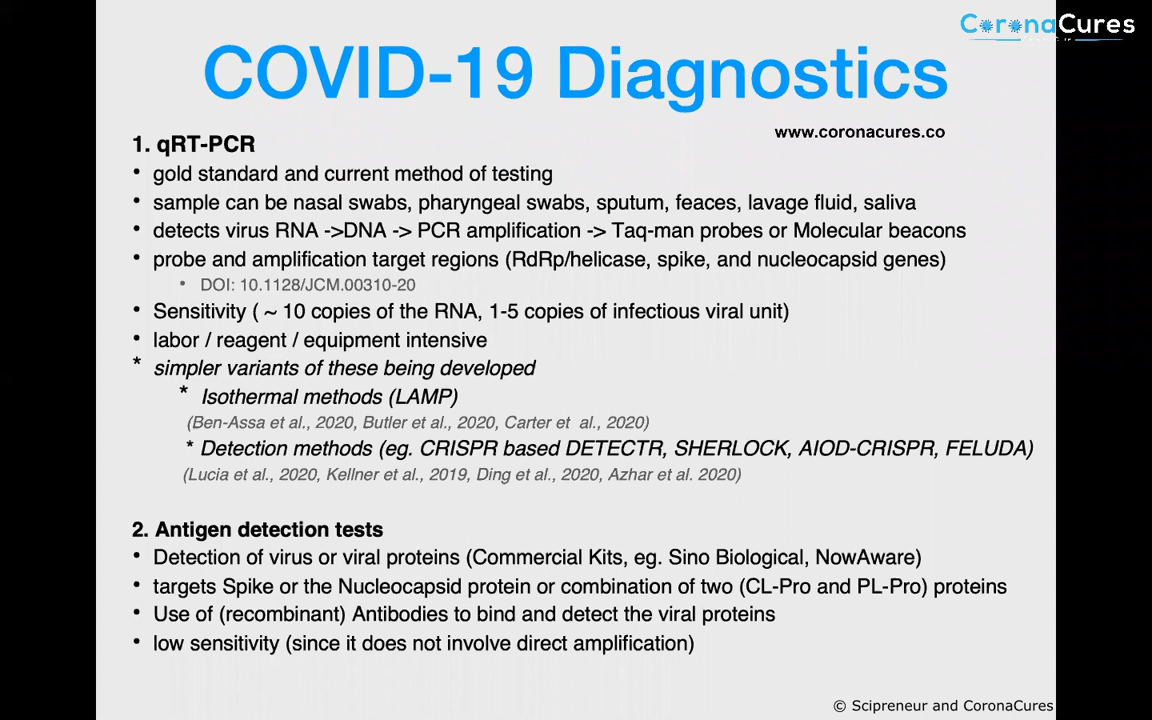 CoronaCures
COVID-19 Diagnostics
www.coronacures.co
1. qRT-PCR
• gold standard and current method of testing
• sample can be nasal swabs, pharyngeal swabs, sputum, feaces, lavage fluid, saliva
• detects virus RNA ->DNA -> PCR amplification -> Taq-man probes or Molecular beacons
• probe and amplification target regions (RdRp/helicase, spike, and nucleocapsid genes)
• DOI: 10.1128/JCM.00310-20
• Sensitivity ( ~ 10 copies of the RNA, 1-5 copies of infectious viral unit)
• labor / reagent / equipment intensive
* simpler variants of these being developed
* Isothermal methods (LAMP)
(Ben-Assa et al., 2020, Butler et al., 2020, Carter et al., 2020)
* Detection methods (eg. CRISPR based DETECTR, SHERLOCK, AIOD-CRISPR, FELUDA)
(Lucia et al., 2020, Kellner et al., 2019, Ding et al., 2020, Azhar et al. 2020)
2. Antigen detection tests
• Detection of virus or viral proteins (Commercial Kits, eg. Sino Biological, NowAware)
• targets Spike or the Nucleocapsid protein or combination of two (CL-Pro and PL-Pro) proteins
• Use of (recombinant) Antibodies to bind and detect the viral proteins
• low sensitivity (since it does not involve direct amplification)
© Scipreneur and CoronaCures